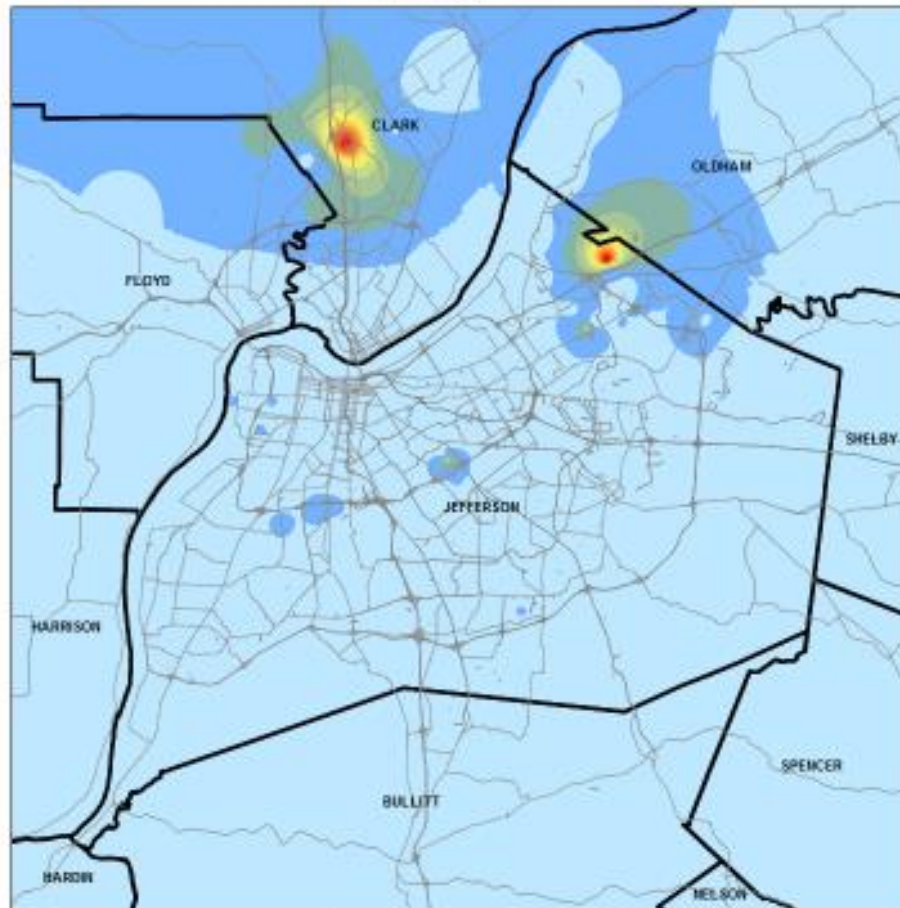 CLARK
OLDHAM
FLOYD
SHELBY
JEFFERSON
HARRISON
SPENCER
BULLITT
HARDIN
NELSON